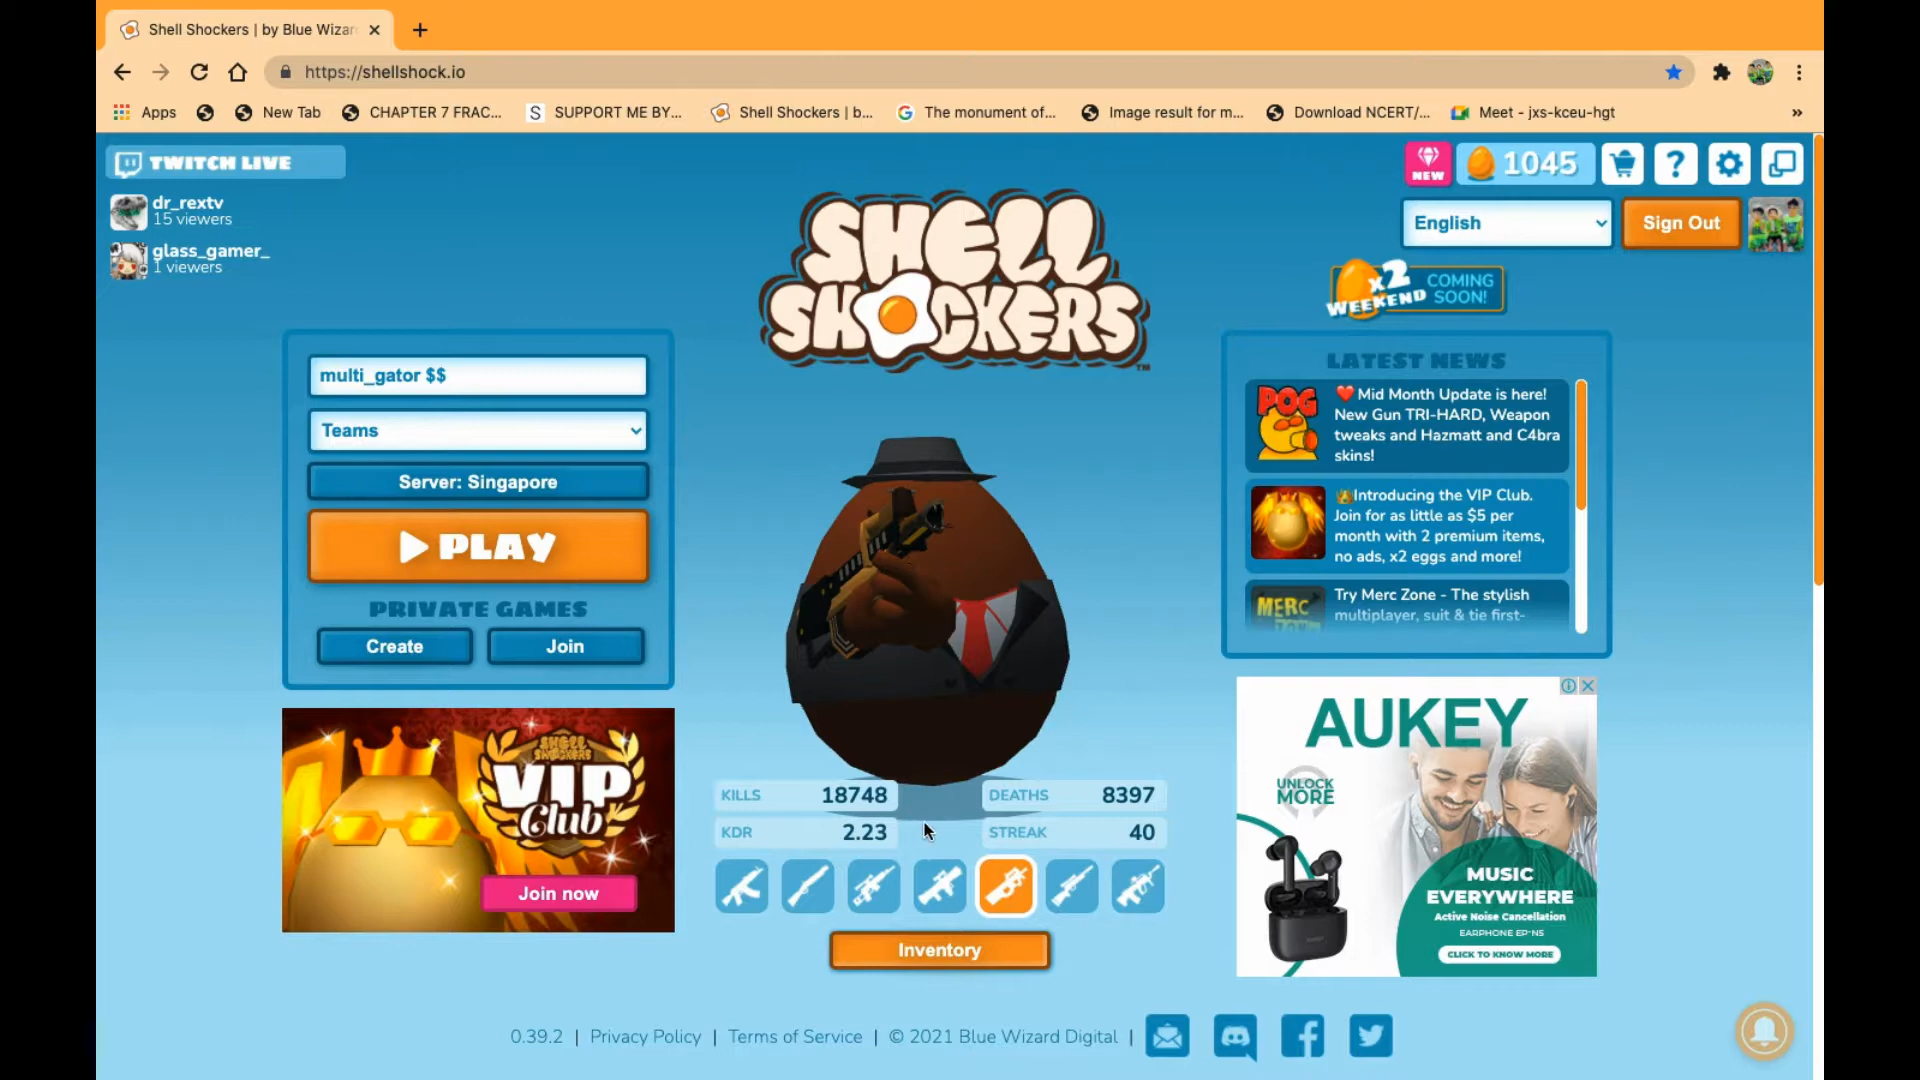 Shell Shockers | by Blue Wizar
https://shellshock.io
Apps
New Tab
CHAPTER 7 FRAC...
SUPPORT ME BY...
Shell Shockers | b...
The monument of...
Image result for m...
Download NCERT/...
Meet - jxs-kceu-hgt
»
TWITCH LIVE
dr_rextv
15 viewers
glass_gamer_
1 viewers
NEW
1045
?
English
Sign Out
x2
WEEKEND
COMING
SOON!
SHELL
SHOCKERS
TM
multi_gator $$
Teams
Server: Singapore
PLAY
PRIVATE GAMES
Create
Join
LATEST NEWS
POG
❤️Mid Month Update is here!
New Gun TRI-HARD, Weapon
tweaks and Hazmatt and C4bra
skins!
👑Introducing the VIP Club.
Join for as little as $5 per
month with 2 premium items,
no ads, x2 eggs and more!
MERC
Try Merc Zone - The stylish
multiplayer, suit & tie first-
SHELL
SHOCKERS
VIP
Club
Join now
KILLS 18748
DEATHS 8397
KDR 2.23
STREAK 40
Inventory
AUKEY
UNLOCK
MORE
MUSIC
EVERYWHERE
Active Noise Cancellation
EARPHONE EP-N5
CLICK TO KNOW MORE
0.39.2 | Privacy Policy | Terms of Service | © 2021 Blue Wizard Digital |